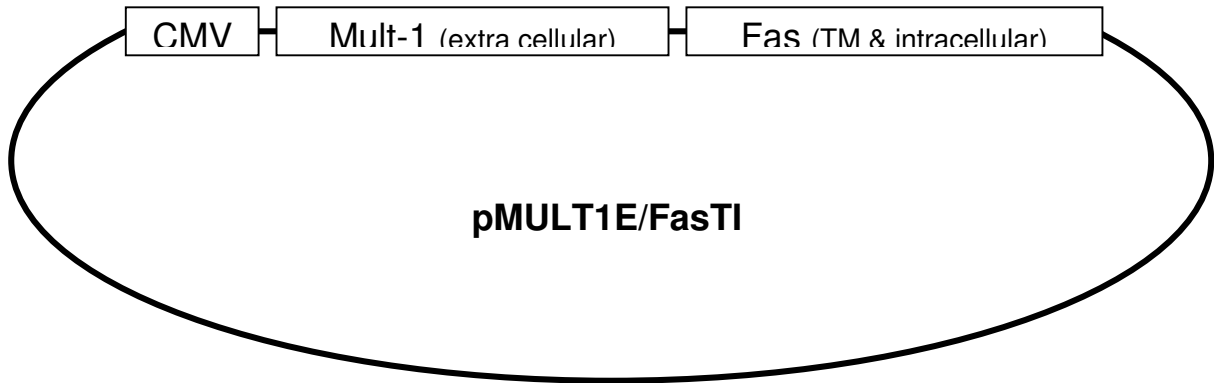 CMV
Mult-1 (extra cellular)
Fas (TM & intracellular)
pMULT1E/FasTI